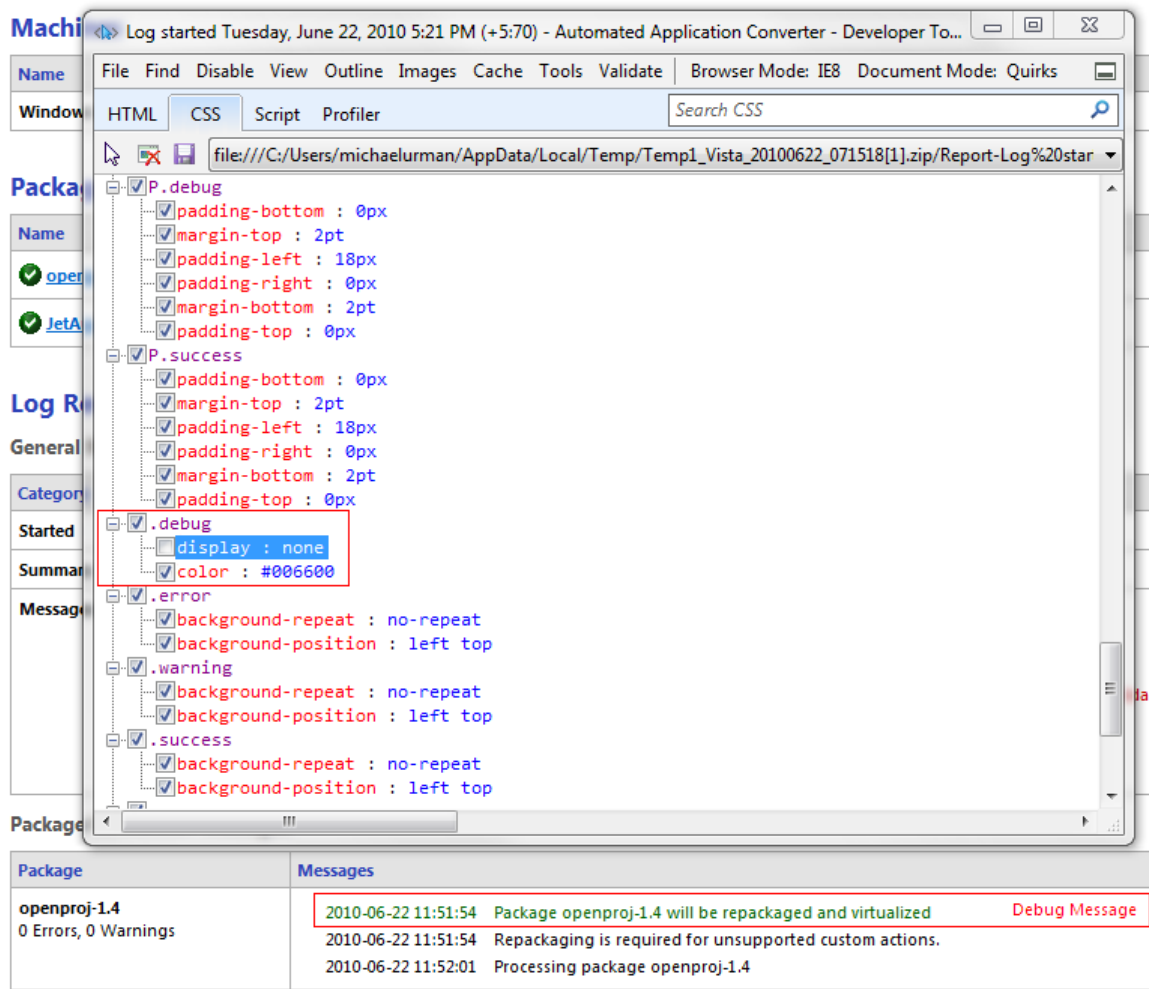 Machi
Log started Tuesday, June 22, 2010 5:21 PM (+5:70) - Automated Application Converter - Developer To...
File Find Disable View Outline Images Cache Tools Validate Browser Mode: IE8 Document Mode: Quirks
Name
Window
HTML CSS Script Profiler Search CSS
file:///C:/Users/michaelurman/AppData/Local/Temp/Temp1_Vista_20100622_071518[1].zip/Report-Log%20star
Packa
P.debug
padding-bottom : 0px
Name
margin-top : 2pt
padding-left : 18px
open
padding-right : 0px
margin-bottom : 2pt
JetA
padding-top : 0px
P.success
padding-bottom : 0px
Log Re
margin-top : 2pt
padding-left : 18px
General
padding-right : 0px
margin-bottom : 2pt
Category
padding-top : 0px
.debug
Started
display : none
Summar
color : #006600
.error
Message
background-repeat : no-repeat
background-position : left top
.warning
background-repeat : no-repeat
da
background-position : left top
.success
background-repeat : no-repeat
background-position : left top
Package
Package Messages
openproj-1.4
0 Errors, 0 Warnings
2010-06-22 11:51:54 Package openproj-1.4 will be repackaged and virtualized Debug Message
2010-06-22 11:51:54 Repackaging is required for unsupported custom actions.
2010-06-22 11:52:01 Processing package openproj-1.4